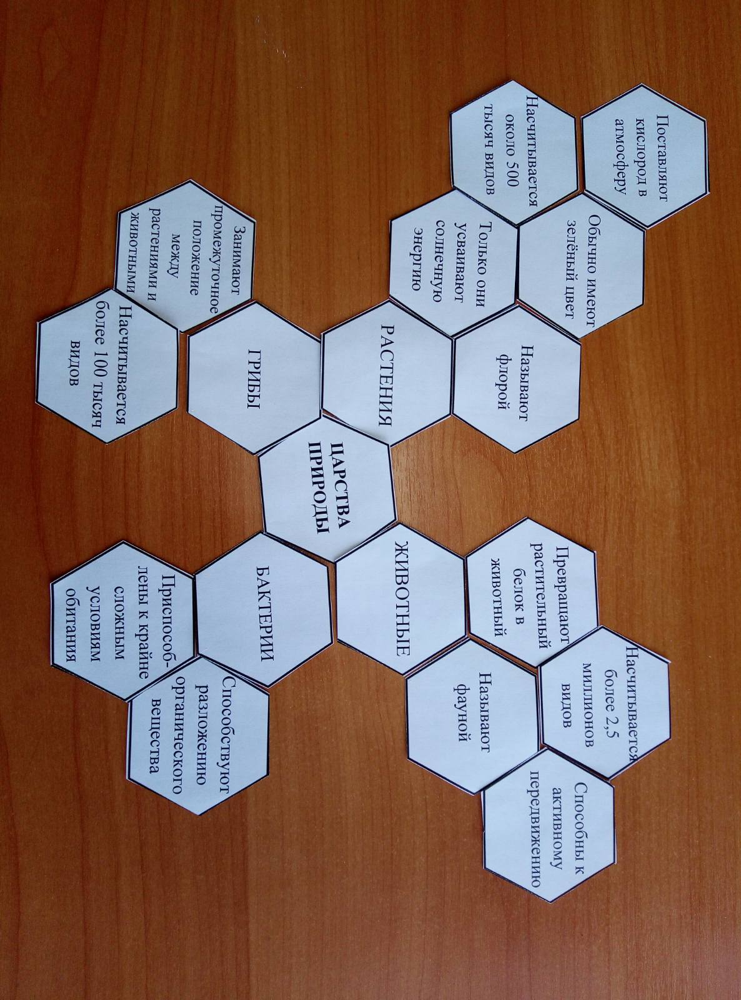 Поставляют
кислород в
атмосферу
Насчитывается
около 500
тысяч видов
Обычно имеют
зелёный цвет
Только они
усваивают
солнечную
энергию
Называют
флорой
РАСТЕНИЯ
Занимают
промежуточное
положение
между
растениями и
животными
ГРИБЫ
Насчитывается
более 100 тысяч
видов
ЦАРСТВА
ПРИРОДЫ
Превращают
растительный
белок в
животный
ЖИВОТНЫЕ
Насчитывается
более 2,5
миллионов
видов
Называют
фауной
Способны к
активному
передвижению
БАКТЕРИИ
Приспособ-
лены к крайне
сложным
условиям
обитания
Способствуют
разложению
органического
вещества